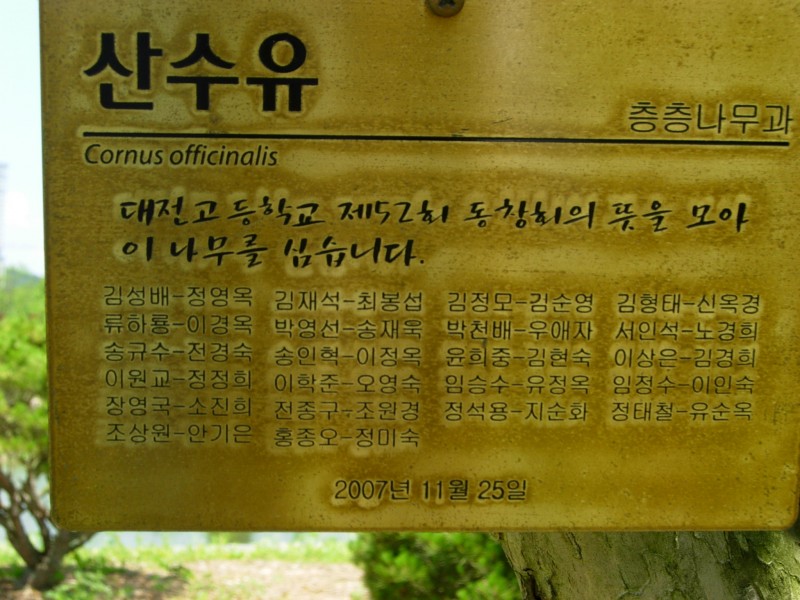 산수유
층층나무과
Cornus officinalis
대전고등학교 제52회 동창회의 뜻을 모아
이 나무를 심습니다.
김성배-정영옥 김재석-최봉섭 김정모-김순영 김형태-신옥경
류하룡-이경옥 박영선-송재욱 박천배-우애자 서인석-노경희
송규수-전경숙 송인혁-이정옥 윤희중-김현숙 이상은-김경희
이원교-정정희 이학준-오영숙 임승수-유정옥 임정수-이인숙
장영국-소진희 전종구-조원경 정석용-지순화 정태철-유순옥
조상원-안기은 홍종오-정미숙
2007년 11월 25일